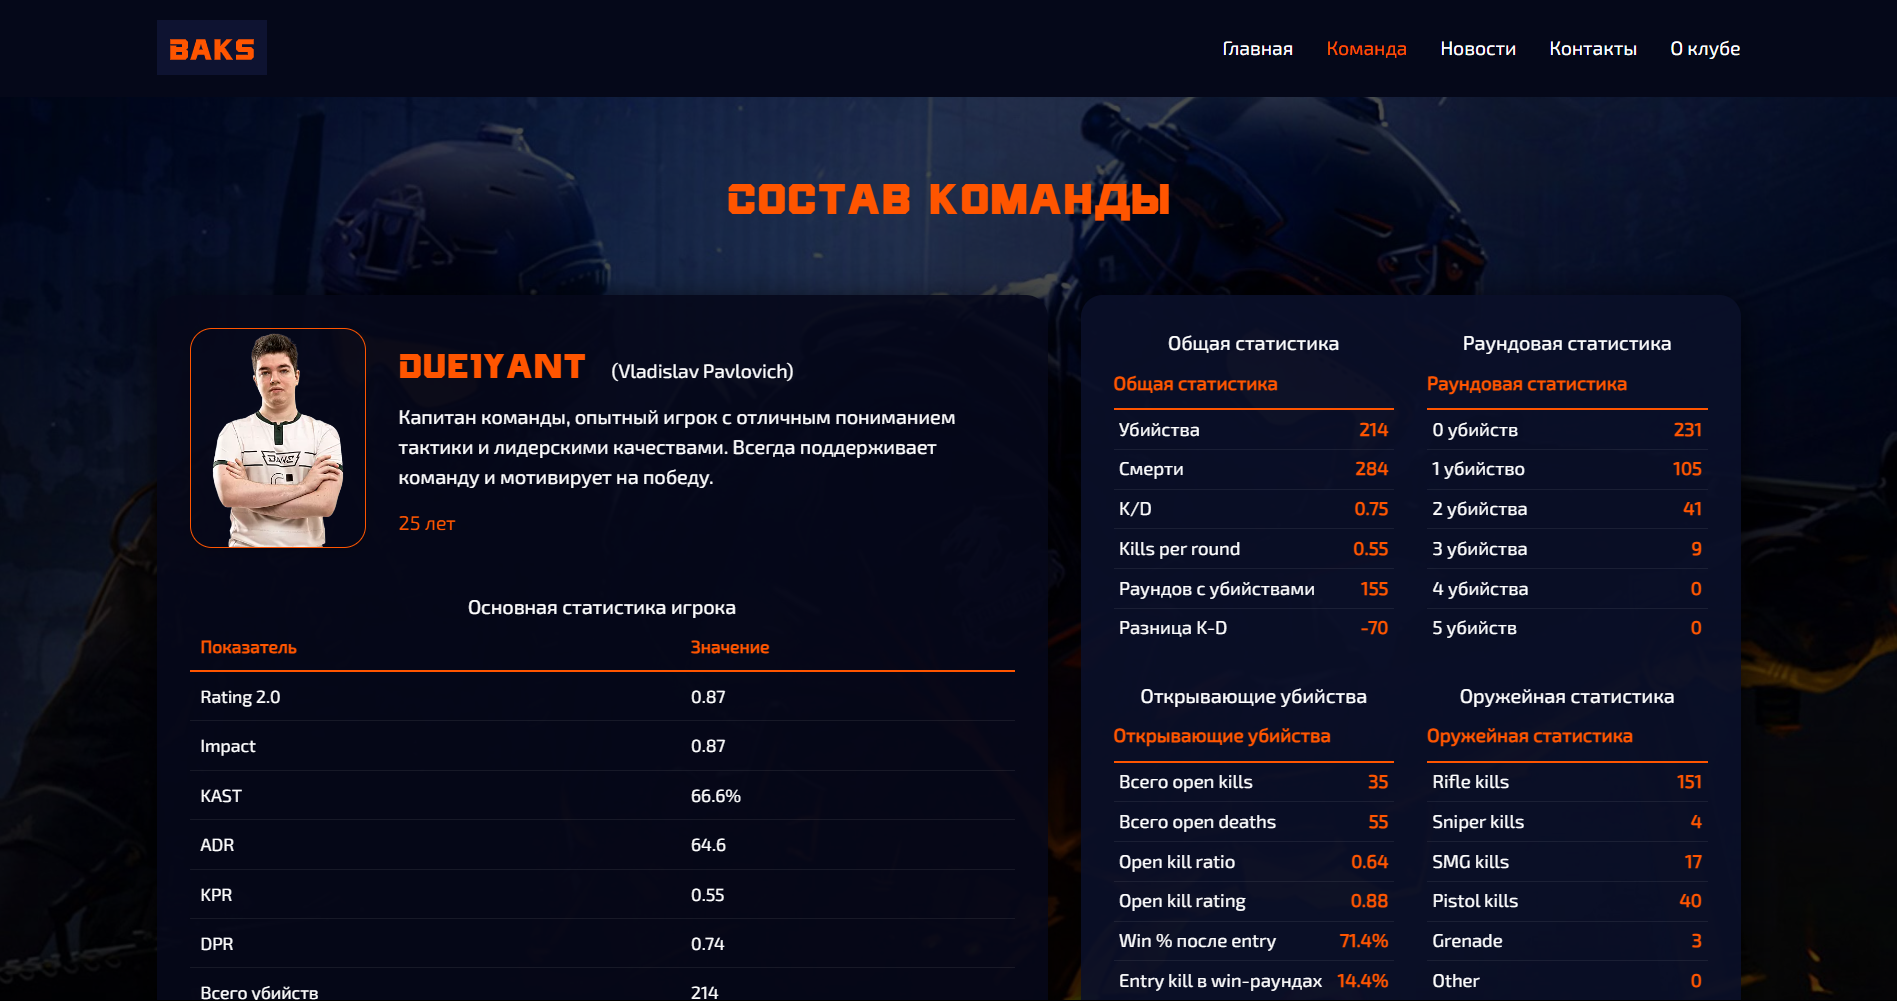 BAKS
Главная Команда Новости Контакты О клубе
СОСТАВ КОМАНДЫ
DUE1YANT (Vladislav Pavlovich)
Капитан команды, опытный игрок с отличным пониманием
тактики и лидерскими качествами. Всегда поддерживает
команду и мотивирует на победу.
25 лет
Основная статистика игрока
Показатель Значение
Rating 2.0 0.87
Impact 0.87
KAST 66.6%
ADR 64.6
KPR 0.55
DPR 0.74
Всего убийств 214
Общая статистика
Общая статистика
Убийства 214
Смерти 284
K/D 0.75
Kills per round 0.55
Раундов с убийствами 155
Разница K-D -70
Раундовая статистика
Раундовая статистика
0 убийств 231
1 убийство 105
2 убийства 41
3 убийства 9
4 убийства 0
5 убийств 0
Открывающие убийства
Открывающие убийства
Всего open kills 35
Всего open deaths 55
Open kill ratio 0.64
Open kill rating 0.88
Win % после entry 71.4%
Entry kill в win-раундах 14.4%
Оружейная статистика
Оружейная статистика
Rifle kills 151
Sniper kills 4
SMG kills 17
Pistol kills 40
Grenade 3
Other 0